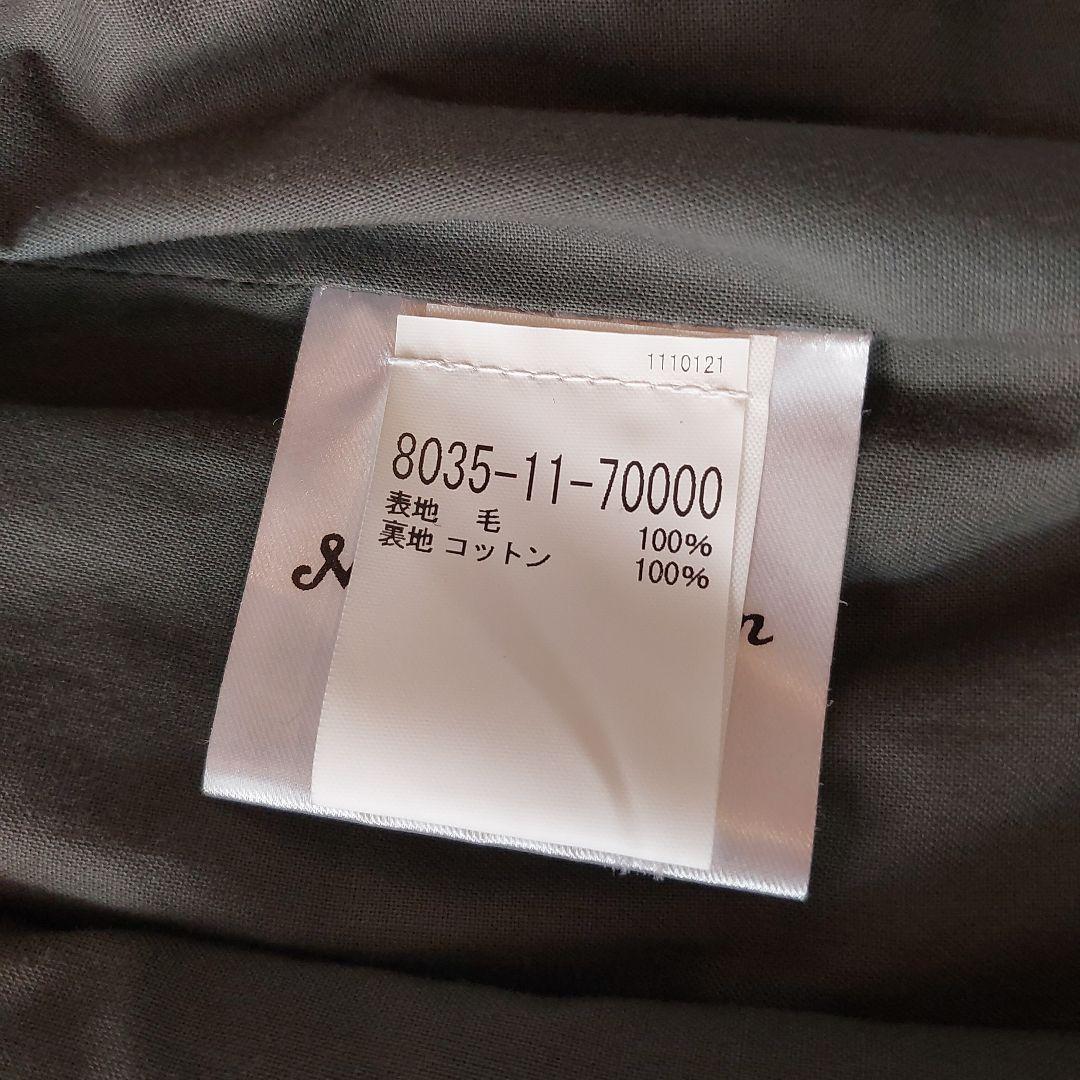 1110121
8035-11-70000
表地 毛 100%
裏地 コットン 100%